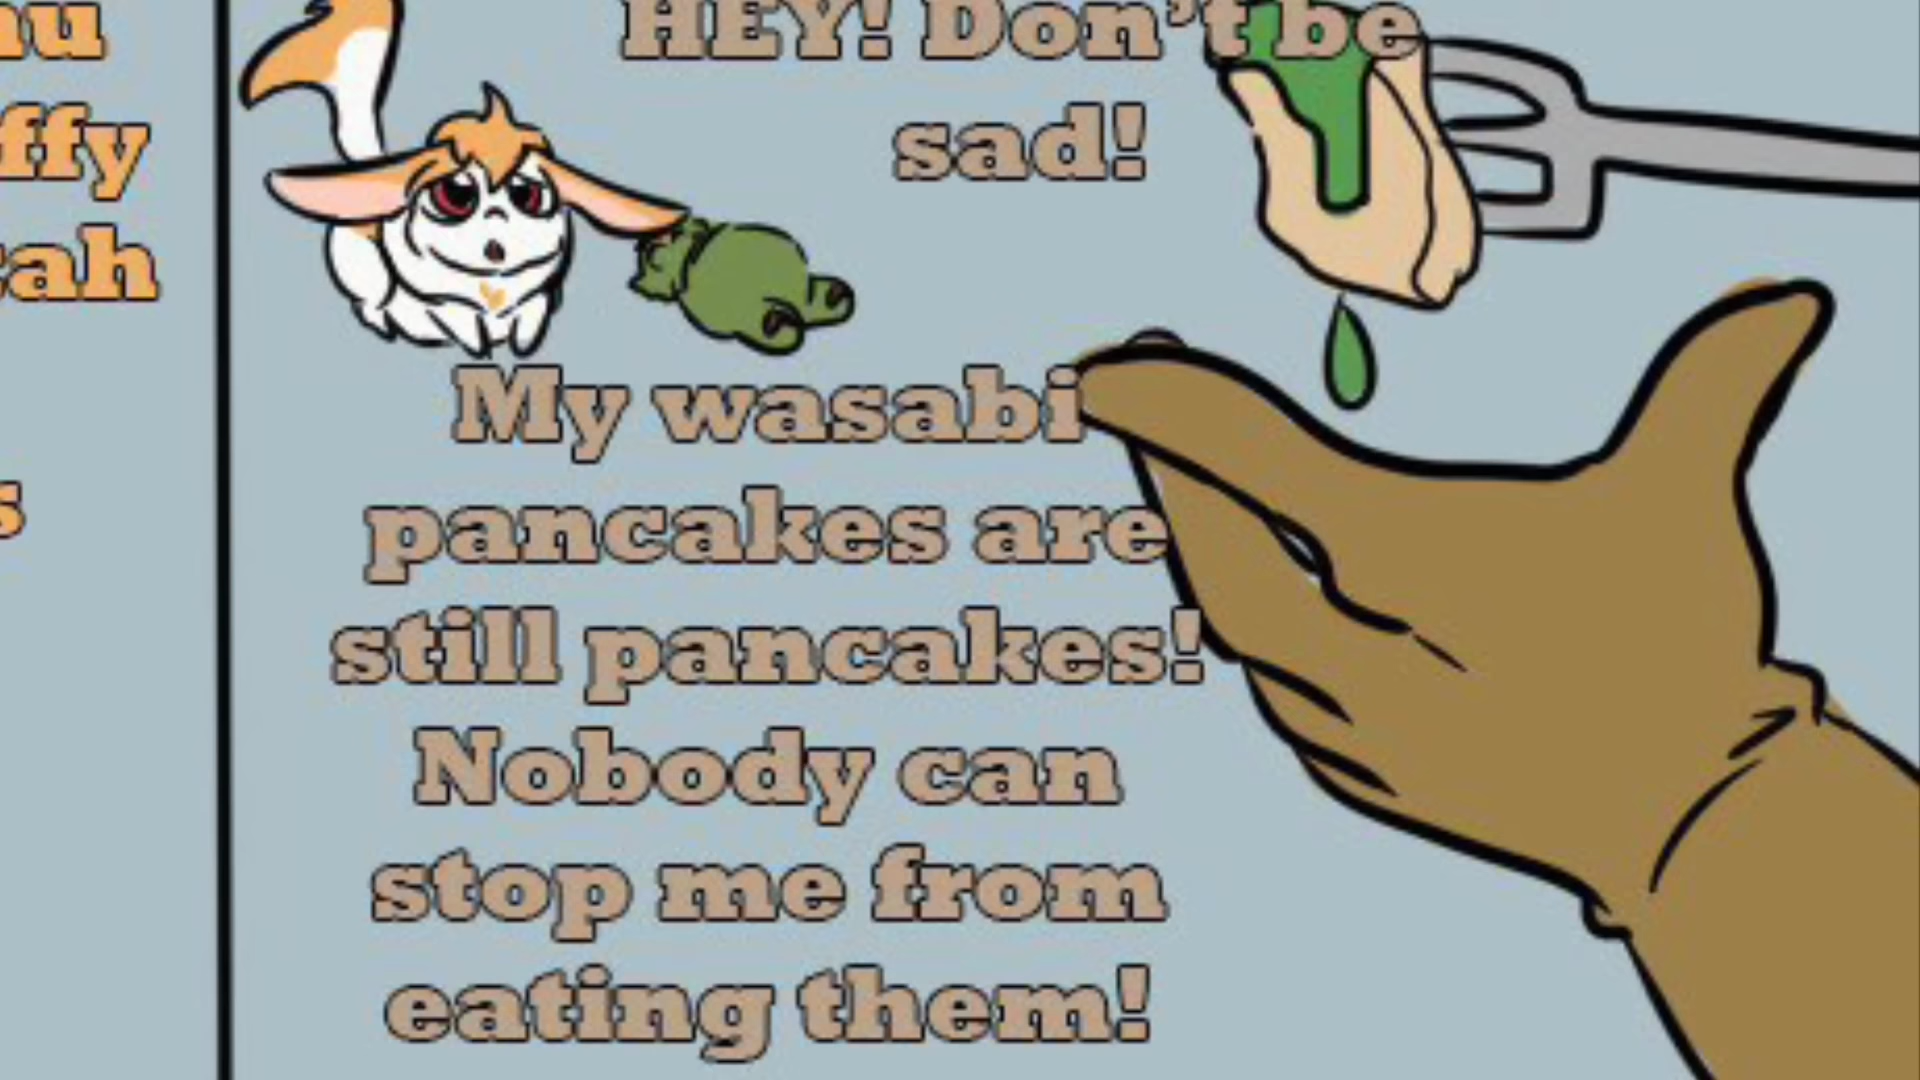 HEY! Don't be
sad!
My wasabi
pancakes are
still pancakes!
Nobody can
stop me from
eating them!